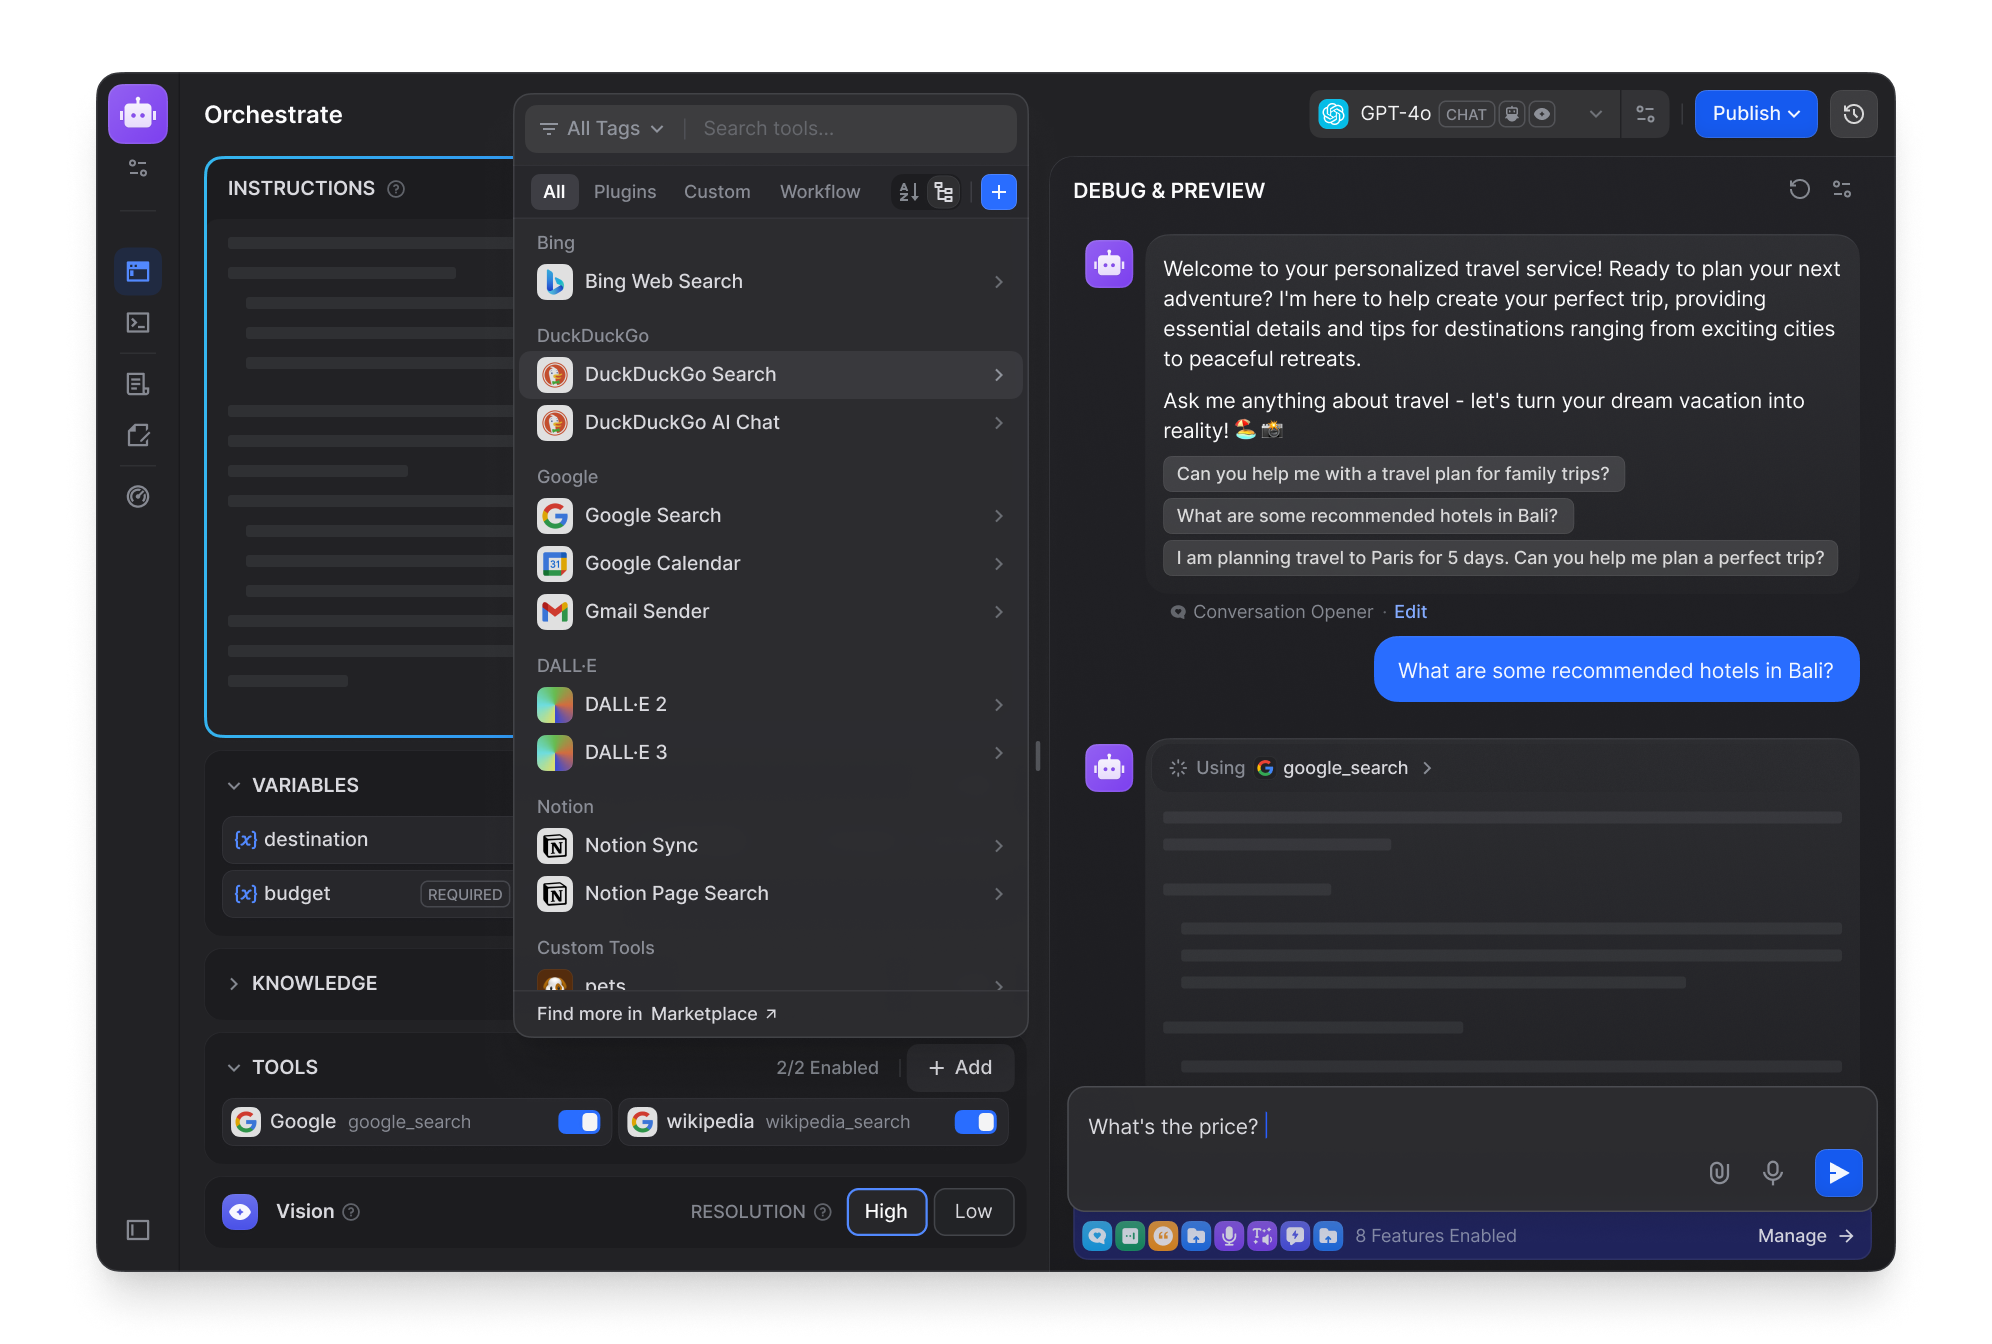 Orchestrate
INSTRUCTIONS
VARIABLES
{x} destination
{x} budget REQUIRED
KNOWLEDGE
TOOLS
2/2 Enabled
+ Add
Google google_search
wikipedia wikipedia_search
Vision
RESOLUTION
High
Low
All Tags
Search tools...
All
Plugins
Custom
Workflow
Bing
Bing Web Search
DuckDuckGo
DuckDuckGo Search
DuckDuckGo AI Chat
Google
Google Search
Google Calendar
Gmail Sender
DALL·E
DALL·E 2
DALL·E 3
Notion
Notion Sync
Notion Page Search
Custom Tools
pets
Find more in Marketplace
GPT-4o CHAT
Publish
DEBUG & PREVIEW
Welcome to your personalized travel service! Ready to plan your next
adventure? I'm here to help create your perfect trip, providing
essential details and tips for destinations ranging from exciting cities
to peaceful retreats.
Ask me anything about travel - let's turn your dream vacation into
reality! 🏖️ 📸
Can you help me with a travel plan for family trips?
What are some recommended hotels in Bali?
I am planning travel to Paris for 5 days. Can you help me plan a perfect trip?
Conversation Opener · Edit
What are some recommended hotels in Bali?
Using google_search
What's the price?
8 Features Enabled
Manage →